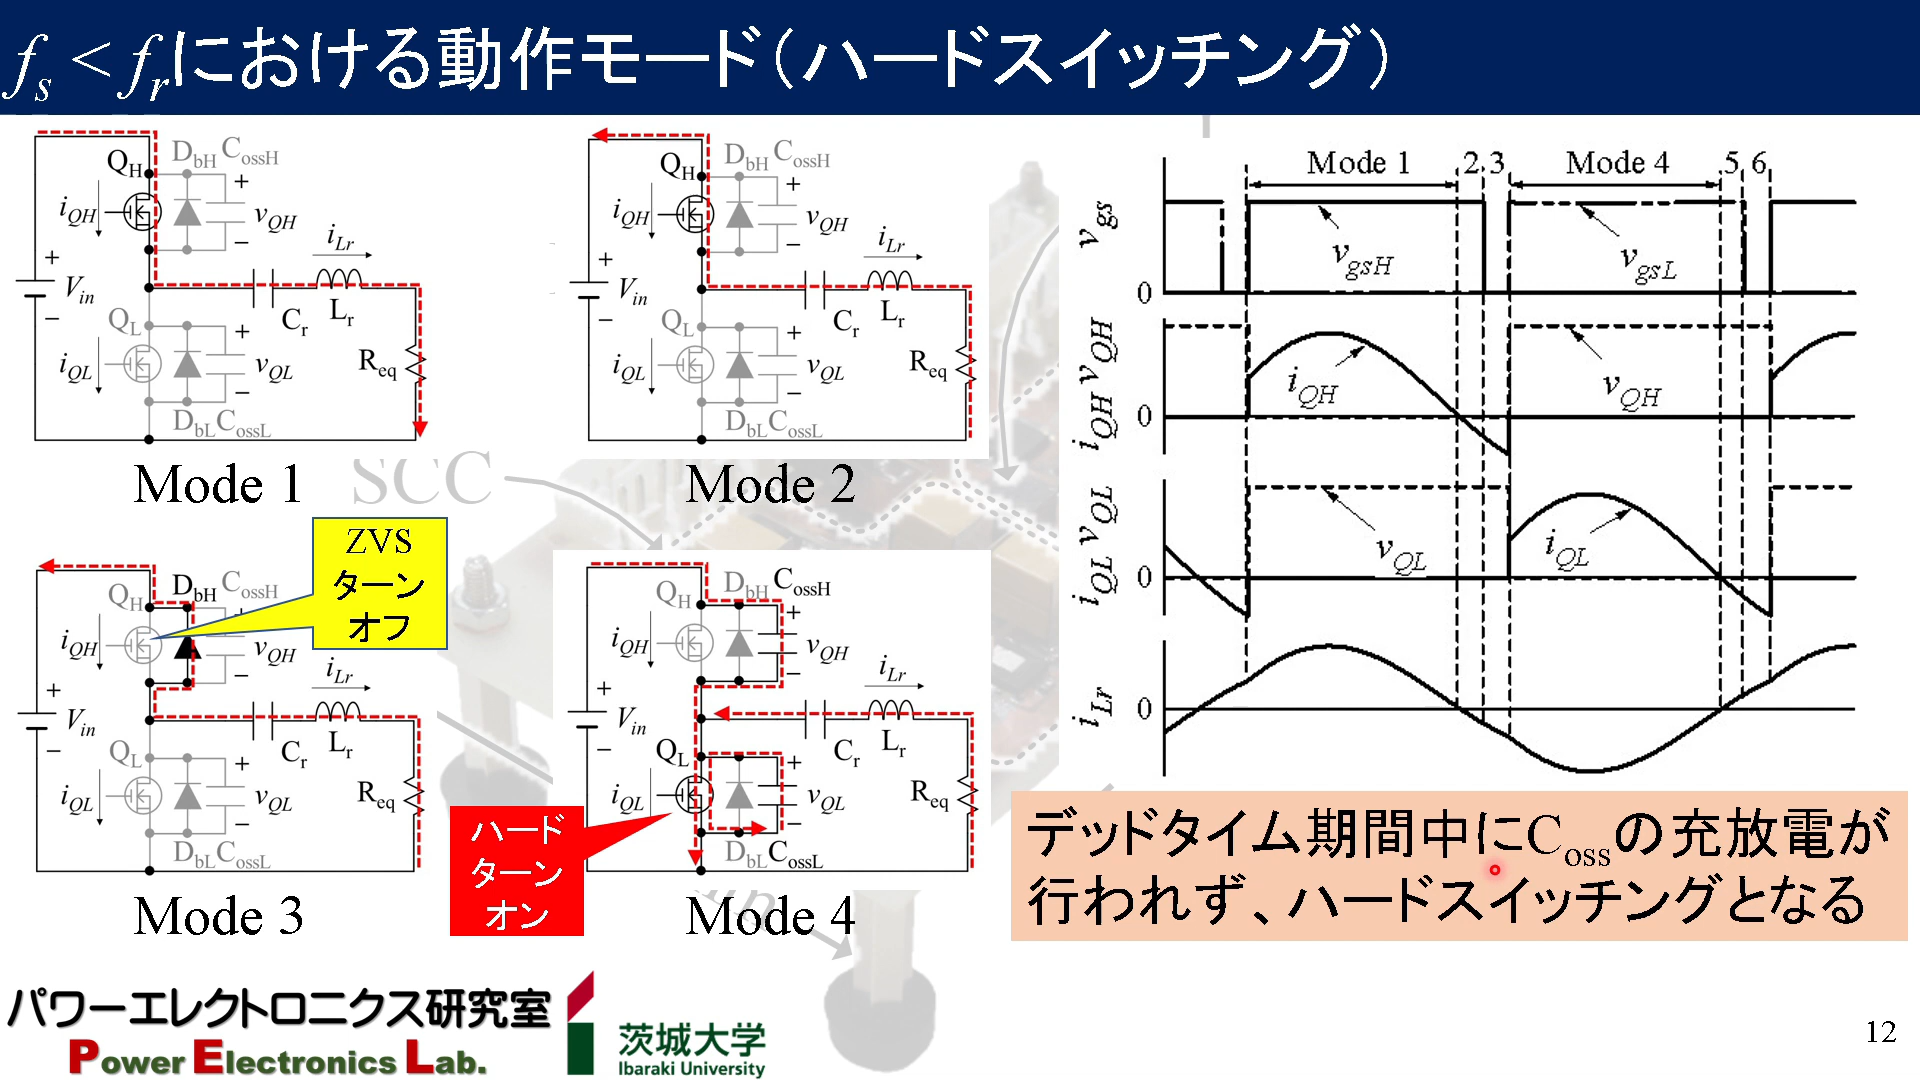 fs < frにおける動作モード（ハードスイッチング）
QH DbH CossH
iQH + vQH −
iLr
+ Vin −
Cr Lr
QL
iQL + vQL −
Req
DbL CossL
Mode 1
QH DbH CossH
iQH + vQH −
iLr
+ Vin −
Cr Lr
QL
iQL + vQL −
Req
DbL CossL
Mode 2
SCC
ZVS
ターン
オフ
QH DbH CossH
iQH + vQH −
iLr
+ Vin −
Cr Lr
QL
iQL + vQL −
Req
DbL CossL
Mode 3
ハード
ターン
オン
QH DbH CossH
iQH + vQH −
iLr
+ Vin −
Cr Lr
QL
iQL + vQL −
Req
DbL CossL
Mode 4
Mode 1 2 3 Mode 4 5 6
vgs
vgsH vgsL
0
iQH vQH
iQH vQH
0
iQL vQL
vQL iQL
0
iLr
0
デッドタイム期間中にCossの充放電が
行われず、ハードスイッチングとなる
パワーエレクトロニクス研究室
Power Electronics Lab.
茨城大学
Ibaraki University
12